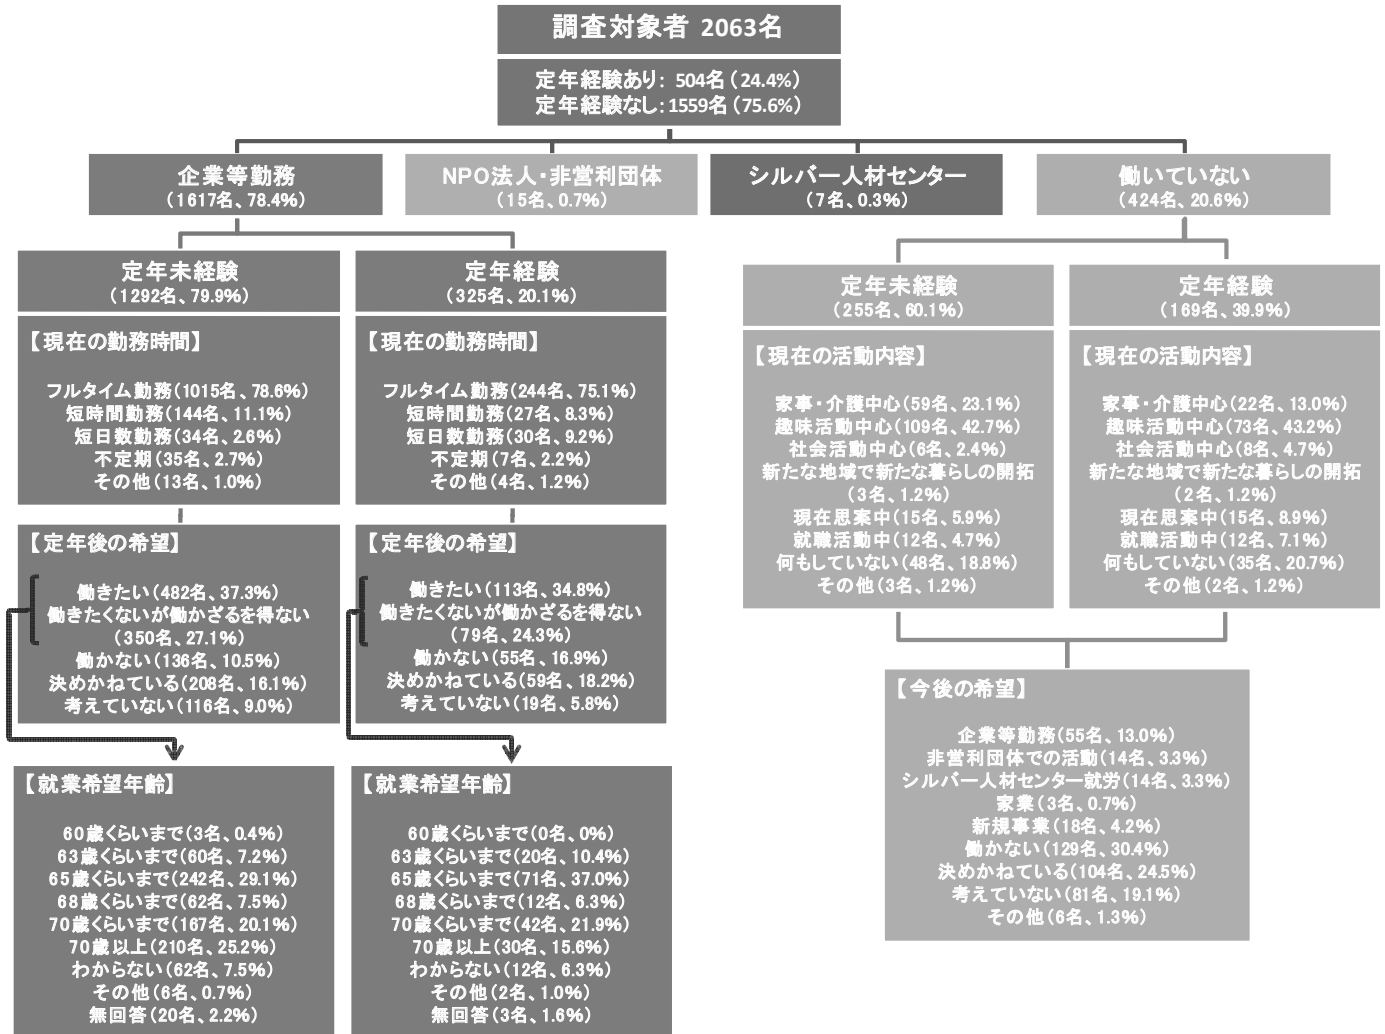 調査対象者 2063名
定年経験あり: 504名(24.4%)
定年経験なし:1559名(75.6%)
企業等勤務
(1617名、78.4%)
NPO法人・非営利団体
(15名、0.7%)
シルバー人材センター
(7名、0.3%)
働いていない
(424名、20.6%)
定年未経験
(1292名、79.9%)
【現在の勤務時間】
フルタイム勤務(1015名、78.6%)
短時間勤務(144名、11.1%)
短日数勤務(34名、2.6%)
不定期(35名、2.7%)
その他(13名、1.0%)
【定年後の希望】
働きたい(482名、37.3%)
働きたくないが働かざるを得ない
(350名、27.1%)
働かない(136名、10.5%)
決めかねている(208名、16.1%)
考えていない(116名、9.0%)
【就業希望年齢】
60歳くらいまで(3名、0.4%)
63歳くらいまで(60名、7.2%)
65歳くらいまで(242名、29.1%)
68歳くらいまで(62名、7.5%)
70歳くらいまで(167名、20.1%)
70歳以上(210名、25.2%)
わからない(62名、7.5%)
その他(6名、0.7%)
無回答(20名、2.2%)
定年経験
(325名、20.1%)
【現在の勤務時間】
フルタイム勤務(244名、75.1%)
短時間勤務(27名、8.3%)
短日数勤務(30名、9.2%)
不定期(7名、2.2%)
その他(4名、1.2%)
【定年後の希望】
働きたい(113名、34.8%)
働きたくないが働かざるを得ない
(79名、24.3%)
働かない(55名、16.9%)
決めかねている(59名、18.2%)
考えていない(19名、5.8%)
【就業希望年齢】
60歳くらいまで(0名、0%)
63歳くらいまで(20名、10.4%)
65歳くらいまで(71名、37.0%)
68歳くらいまで(12名、6.3%)
70歳くらいまで(42名、21.9%)
70歳以上(30名、15.6%)
わからない(12名、6.3%)
その他(2名、1.0%)
無回答(3名、1.6%)
定年未経験
(255名、60.1%)
【現在の活動内容】
家事・介護中心(59名、23.1%)
趣味活動中心(109名、42.7%)
社会活動中心(6名、2.4%)
新たな地域で新たな暮らしの開拓
(3名、1.2%)
現在思案中(15名、5.9%)
就職活動中(12名、4.7%)
何もしていない(48名、18.8%)
その他(3名、1.2%)
定年経験
(169名、39.9%)
【現在の活動内容】
家事・介護中心(22名、13.0%)
趣味活動中心(73名、43.2%)
社会活動中心(8名、4.7%)
新たな地域で新たな暮らしの開拓
(2名、1.2%)
現在思案中(15名、8.9%)
就職活動中(12名、7.1%)
何もしていない(35名、20.7%)
その他(2名、1.2%)
【今後の希望】
企業等勤務(55名、13.0%)
非営利団体での活動(14名、3.3%)
シルバー人材センター就労(14名、3.3%)
家業(3名、0.7%)
新規事業(18名、4.2%)
働かない(129名、30.4%)
決めかねている(104名、24.5%)
考えていない(81名、19.1%)
その他(6名、1.3%)